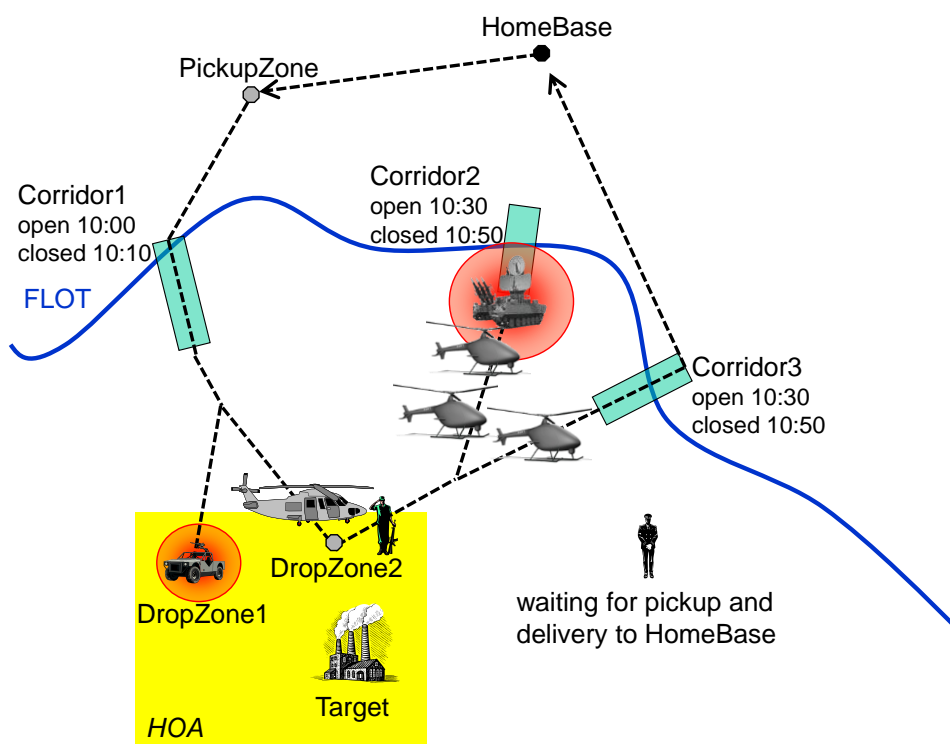 HomeBase
PickupZone
Corridor1
open 10:00
closed 10:10
Corridor2
open 10:30
closed 10:50
FLOT
Corridor3
open 10:30
closed 10:50
DropZone2
DropZone1
waiting for pickup and
delivery to HomeBase
Target
HOA